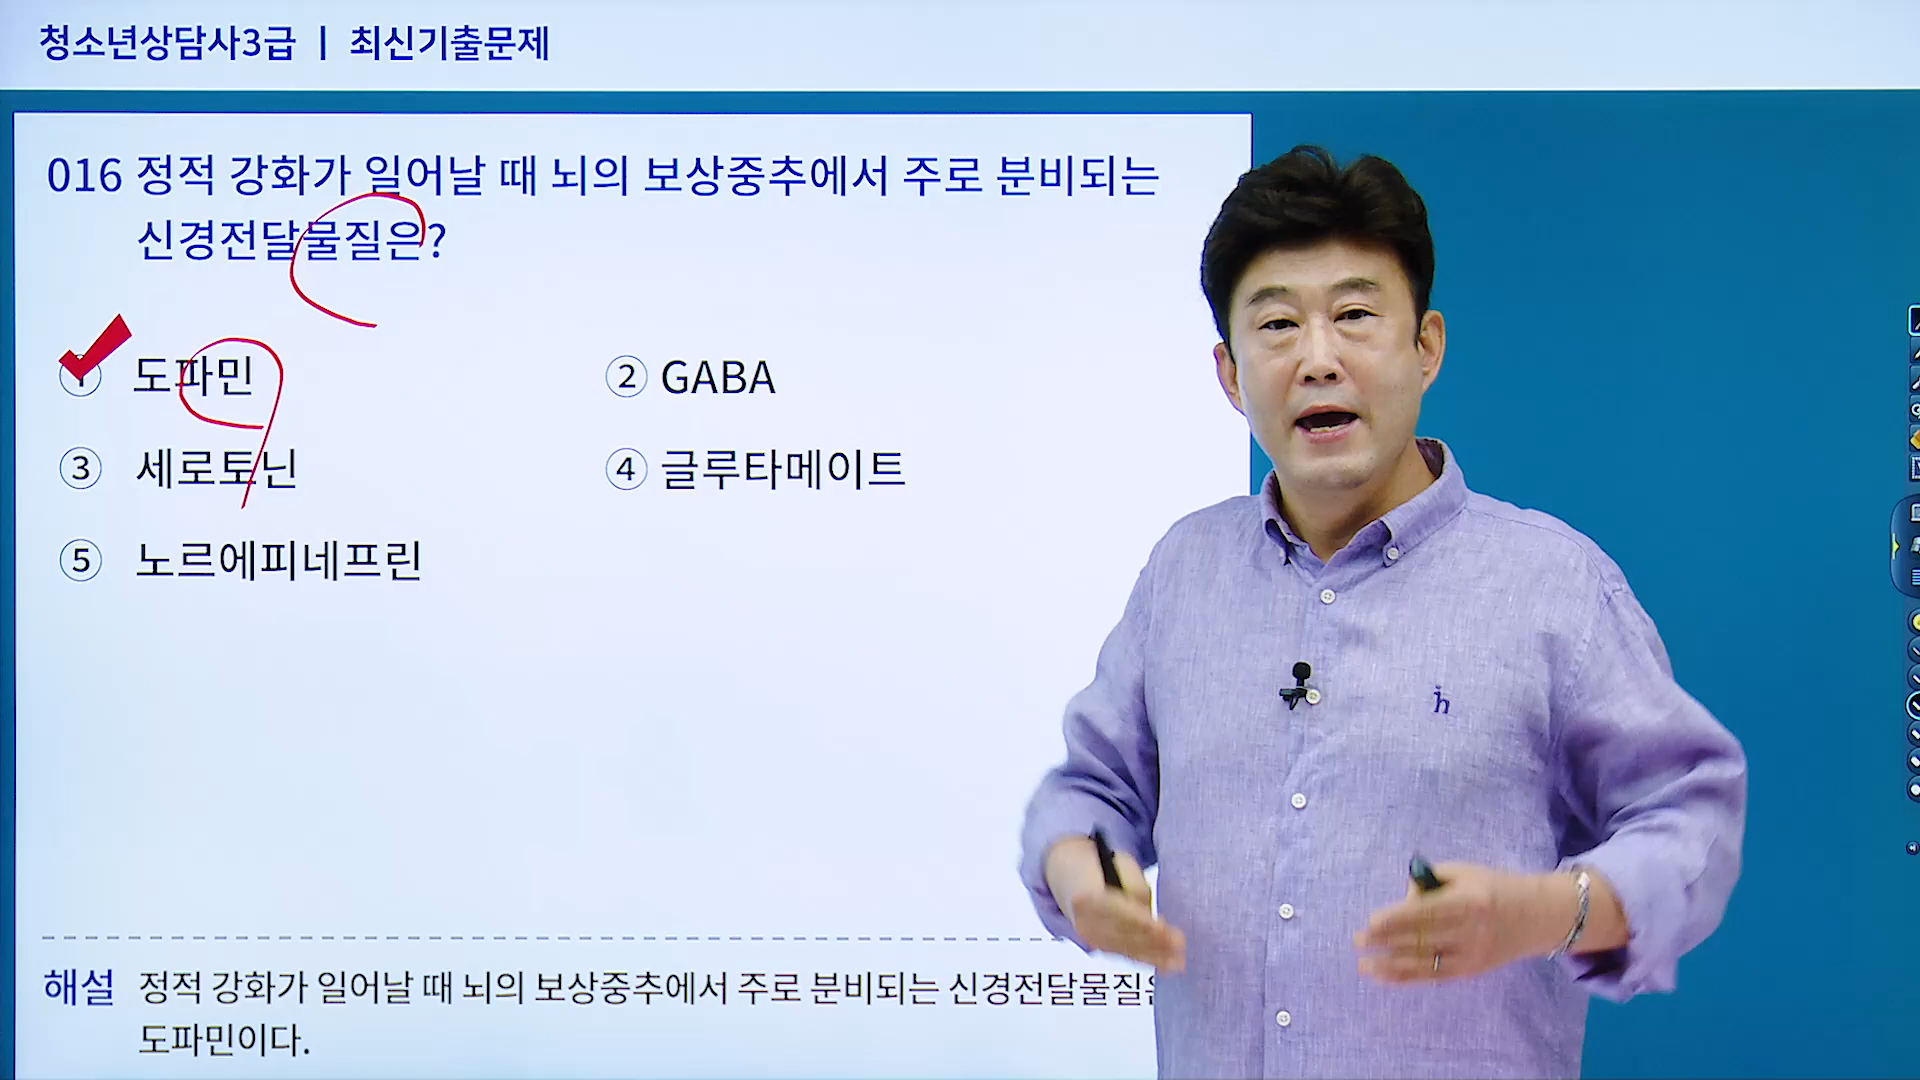 청소년상담사3급 | 최신기출문제
016 정적 강화가 일어날 때 뇌의 보상중추에서 주로 분비되는
신경전달물질은?
① 도파민
② GABA
③ 세로토닌
④ 글루타메이트
⑤ 노르에피네프린
해설 정적 강화가 일어날 때 뇌의 보상중추에서 주로 분비되는 신경전달물질은
도파민이다.
h